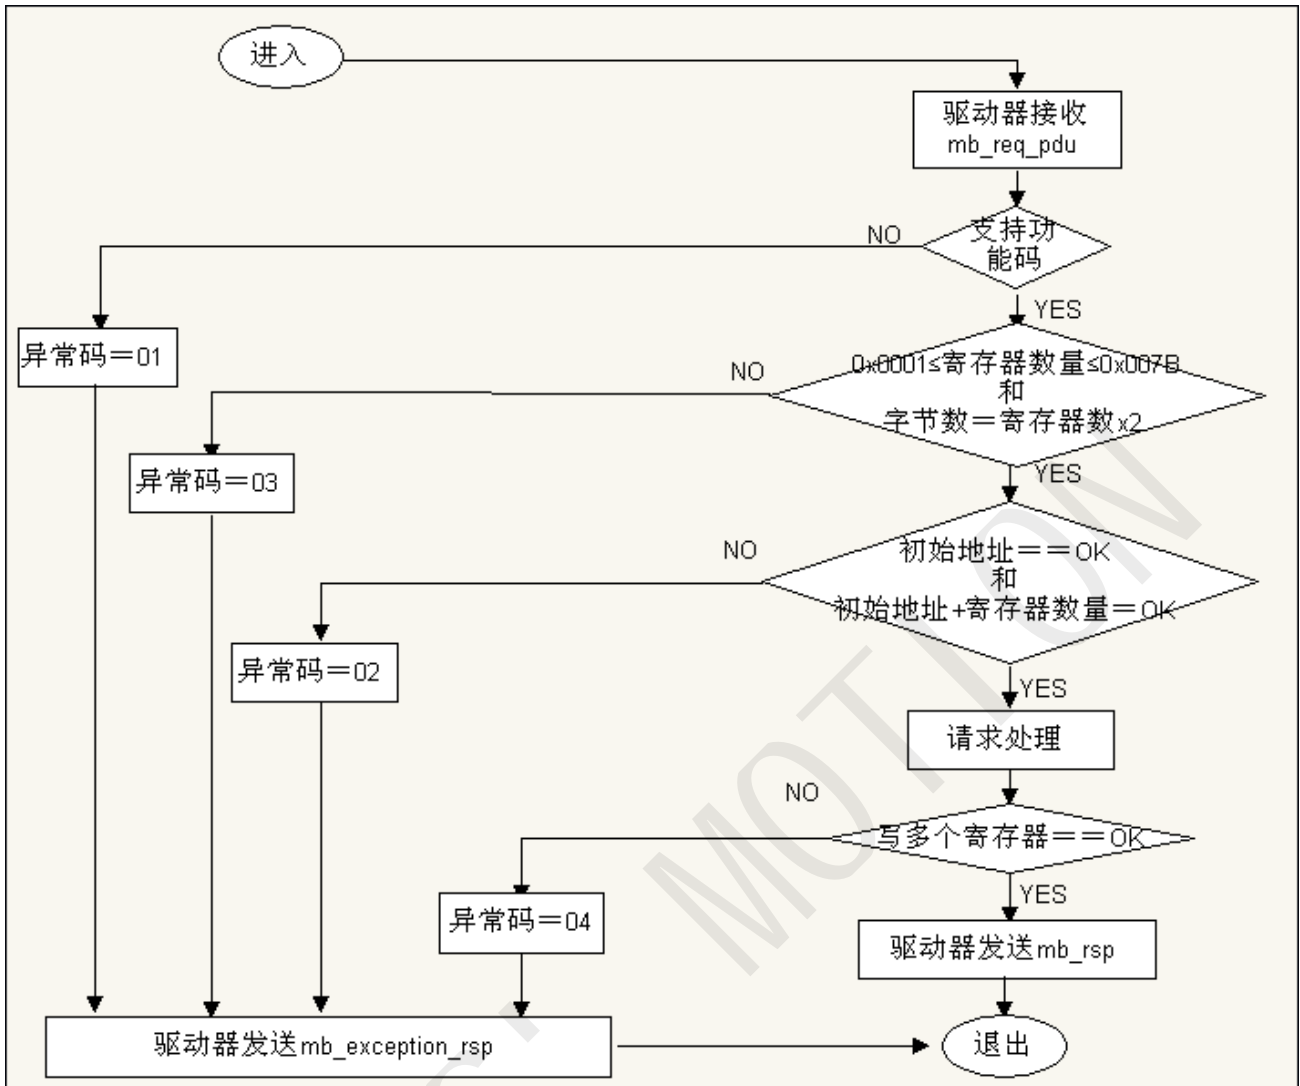 进入
驱动器接收
mb_req_pdu
NO
支持功
能码
YES
异常码＝01
NO
0x0001≤寄存器数量≤0x007B
和
字节数＝寄存器数x2
YES
异常码＝03
NO
初始地址＝＝OK
和
初始地址+寄存器数量＝OK
异常码＝02
YES
请求处理
NO
写多个寄存器＝＝OK
YES
异常码＝04
驱动器发送mb_rsp
驱动器发送mb_exception_rsp
退出
MOTION